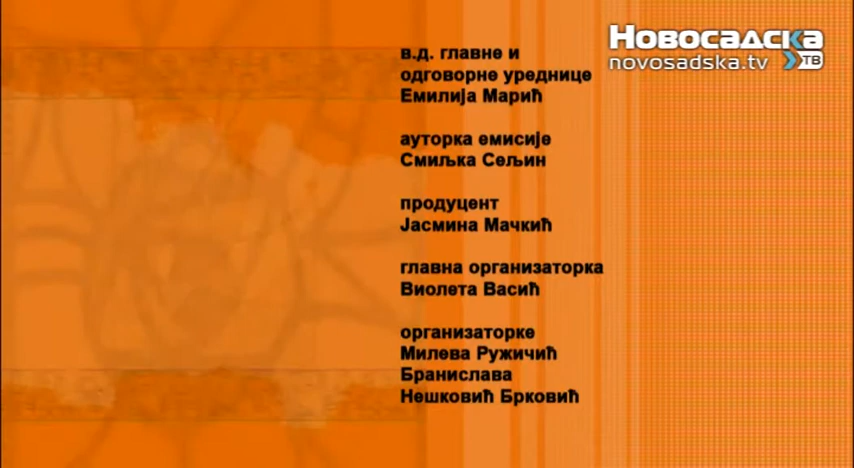 в.д. главне и
одговорне уреднице
Емилија Марић
ауторка емисије
Смиљка Сељин
продуцент
Јасмина Мачкић
главна организаторка
Виолета Васић
организаторке
Милева Ружичић
Бранислава
Нешковић Брковић
Новосадска
novosadska.tv
ТВ